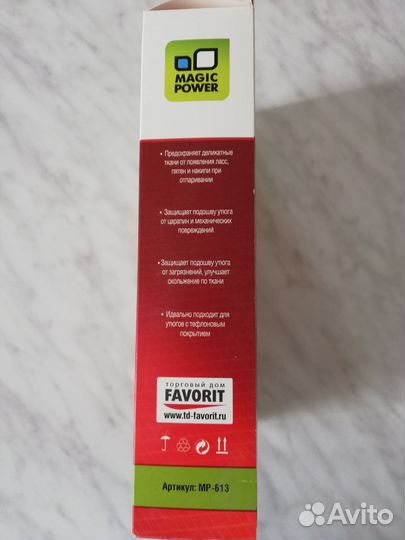 MAGIC
POWER
• Предохраняет деликатные
ткани от появления ласс,
пятен и накипи при
отпаривании
• Защищает подошву утюга
от царапин и механических
повреждений
• Защищает подошву утюга
от загрязнений, улучшает
скольжение по ткани
• Идеально подходит для
утюгов с тефлоновым
покрытием
торговый дом
FAVORIT
www.td-favorit.ru
Артикул: MP-613
Avito